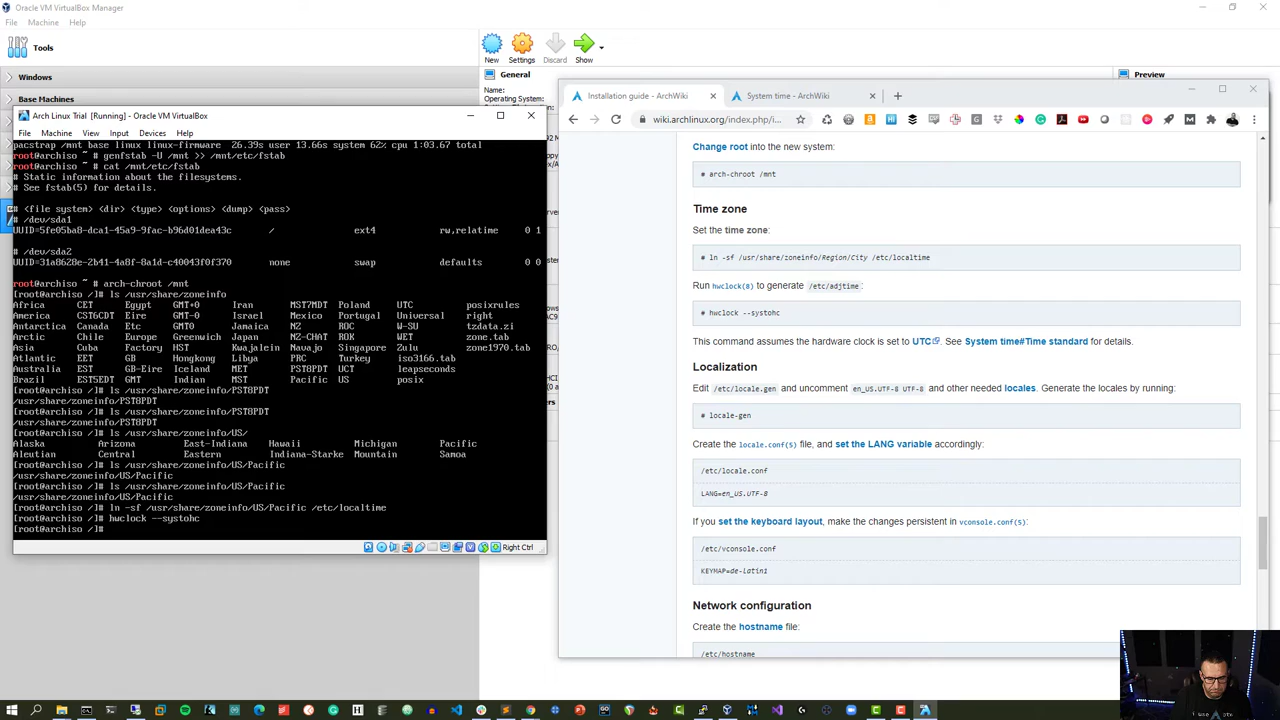 Oracle VM VirtualBox Manager
File Machine Help
Tools
Windows
Base Machines
New Settings Discard Show
General
Name:
Operating System:
Preview
Arch Linux Trial [Running] - Oracle VM VirtualBox
File Machine View Input Devices Help
pacstrap /mnt base linux linux-firmware  26.39s user 13.66s system 62% cpu 1:03.67 total
root@archiso ~ # genfstab -U /mnt >> /mnt/etc/fstab
root@archiso ~ # cat /mnt/etc/fstab
# Static information about the filesystems.
# See fstab(5) for details.
# <file system> <dir> <type> <options> <dump> <pass>
# /dev/sda1
UUID=5fe05ba8-dca1-45a9-9fac-b96d01dea43c / ext4 rw,relatime 0 1
# /dev/sda2
UUID=31a8628e-2b41-4a8f-8a1d-c40043f0f370 none swap defaults 0 0
root@archiso ~ # arch-chroot /mnt
[root@archiso /]# ls /usr/share/zoneinfo
Africa CET Egypt GMT+0 Iran MST7MDT Poland UTC posixrules
America CST6CDT Eire GMT-0 Israel Mexico Portugal Universal right
Antarctica Canada Etc GMT0 Jamaica NZ ROC W-SU tzdata.zi
Arctic Chile Europe Greenwich Japan NZ-CHAT ROK WET zone.tab
Asia Cuba Factory HST Kwajalein Navajo Singapore Zulu zone1970.tab
Atlantic EET GB Hongkong Libya PRC Turkey iso3166.tab
Australia EST GB-Eire Iceland MET PST8PDT UCT leapseconds
Brazil EST5EDT GMT Indian MST Pacific US posix
[root@archiso /]# ls /usr/share/zoneinfo/PST8PDT
/usr/share/zoneinfo/PST8PDT
[root@archiso /]# ls /usr/share/zoneinfo/PST8PDT
/usr/share/zoneinfo/PST8PDT
[root@archiso /]# ls /usr/share/zoneinfo/US/
Alaska Arizona East-Indiana Hawaii Michigan Pacific
Aleutian Central Eastern Indiana-Starke Mountain Samoa
[root@archiso /]# ls /usr/share/zoneinfo/US/Pacific
/usr/share/zoneinfo/US/Pacific
[root@archiso /]# ls /usr/share/zoneinfo/US/Pacific
/usr/share/zoneinfo/US/Pacific
[root@archiso /]# ln -sf /usr/share/zoneinfo/US/Pacific /etc/localtime
[root@archiso /]# hwclock --systohc
[root@archiso /]#
Right Ctrl
Installation guide - ArchWiki
System time - ArchWiki
wiki.archlinux.org/index.php/i...
Change root into the new system:
# arch-chroot /mnt
Time zone
Set the time zone:
# ln -sf /usr/share/zoneinfo/Region/City /etc/localtime
Run hwclock(8) to generate /etc/adjtime:
# hwclock --systohc
This command assumes the hardware clock is set to UTC. See System time#Time standard for details.
Localization
Edit /etc/locale.gen and uncomment en_US.UTF-8 UTF-8 and other needed locales. Generate the locales by running:
# locale-gen
Create the locale.conf(5) file, and set the LANG variable accordingly:
/etc/locale.conf
LANG=en_US.UTF-8
If you set the keyboard layout, make the changes persistent in vconsole.conf(5):
/etc/vconsole.conf
KEYMAP=de-latin1
Network configuration
Create the hostname file:
/etc/hostname